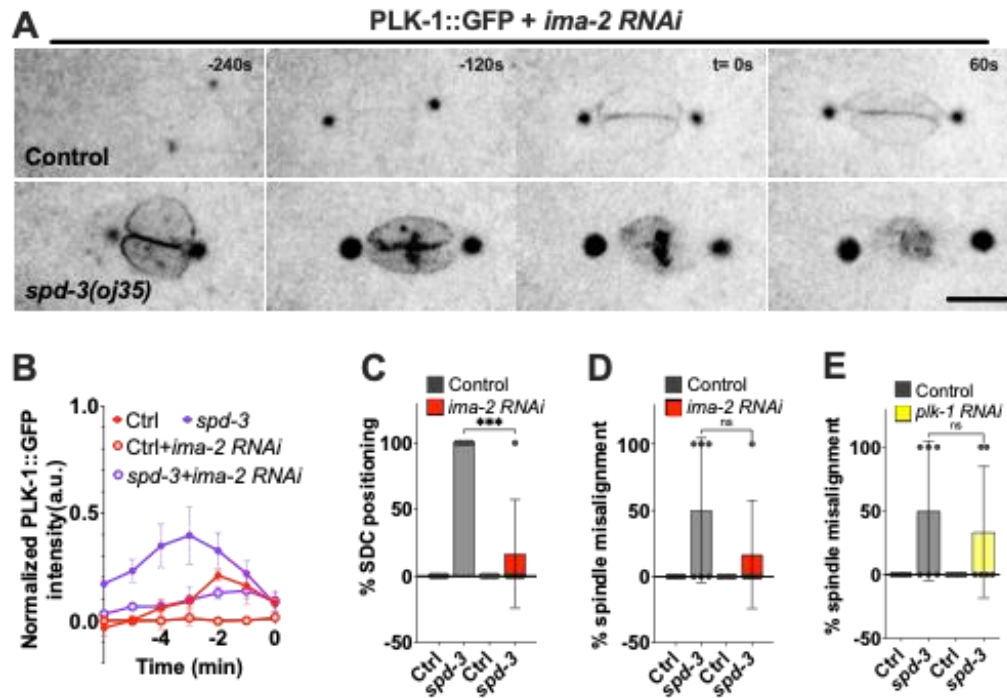 A
PLK-1::GFP + ima-2 RNAi
-240s
-120s
t= 0s
60s
Control
spd-3(oj35)
B
Normalized PLK-1::GFP
intensity(a.u.)
1.0
0.5
0.0
Ctrl
spd-3
Ctrl+ima-2 RNAi
spd-3+ima-2 RNAi
-4
-2
0
Time (min)
C
Control
ima-2 RNAi
% SDC positioning
***
100
50
0
-50
Ctrl
spd-3
Ctrl
spd-3
D
Control
ima-2 RNAi
% spindle misalignment
ns
100
50
0
-50
Ctrl
spd-3
Ctrl
spd-3
E
Control
plk-1 RNAi
% spindle misalignment
ns
100
50
0
-50
Ctrl
spd-3
Ctrl
spd-3